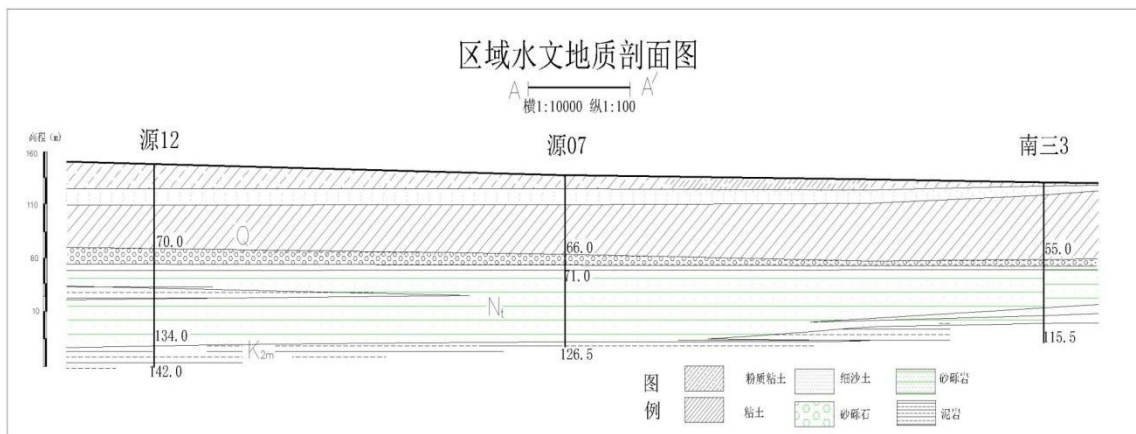 区域水文地质剖面图
A A′
横1:10000 纵1:100
高程(m)
源12 源07 南三3
160
110
60
10
Q
70.0 66.0 55.0
71.0
Nt
134.0
K2m
142.0 126.5 115.5
图例
粉质粘土 细沙土 砂砾岩
粘土 砂砾石 泥岩